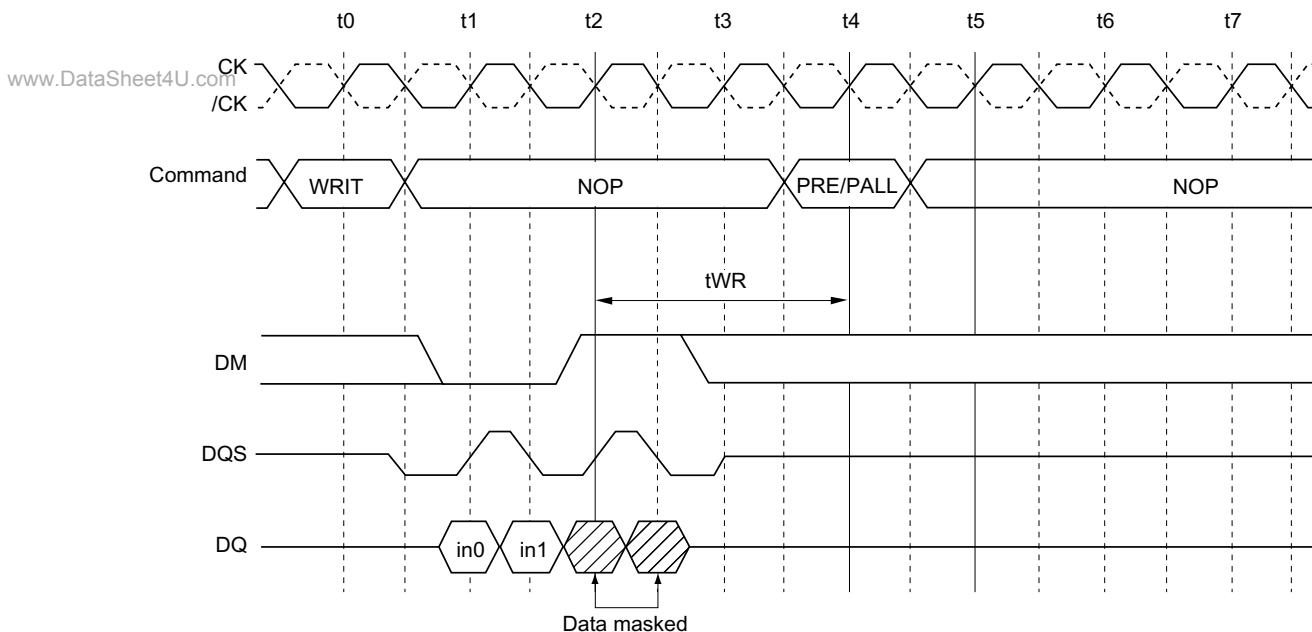 t0 t1 t2 t3 t4 t5 t6 t7
CK
www.DataSheet4U.com
/CK
Command WRIT NOP PRE/PALL NOP
tWR
DM
DQS
DQ in0 in1
Data masked